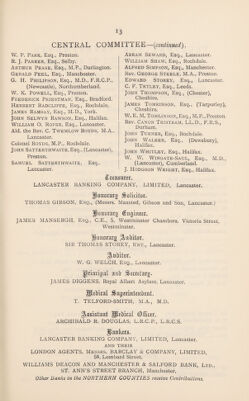 13
CENTRAL COMMITTEE—(continued).
W. F. Park, Esq., Preston.
R. J. Parker, Esq., Selby.
Arthur Pease, Esq., M.P., Darlington.
Gerald Peel, Esq., Manchester.
G. H. Philipson, Esq., M.D., F.R.C.P., (Newcastle), Northumberland.
W. K. Powell, Esq., Preston.
Frederick Priestman, Esq., Bradford.
Herbert Radcliffe, Esq., Rochdale.
James Ramsay, Esq., M.D., York.
John Selwyn Rawson, Esq., Halifax.
William O. Roper, Esq., Lancaster.
Ald. the Rev. C. Twemlow Royds, M.A., Lancaster.
Colonel Royds, M.P., Rochdale.
John Satterthwaite, Esq., (Lancaster), Preston.
Samuel Satterthwaite, Esq., Lancaster.
Abram Seward, Esq., Lancaster.
William Shaw, Esq., Rochdale.
Alfred Simpson, Esq., Manchester.
Rev. George Steele, M.A., Preston.
Edward Storey, Esq., Lancaster.
C. F. Tetley, Esq., Leeds.
John Thompson, Esq., (Chester), Cheshire.
James Tomkinson, Esq., (Tarporley), Cheshire.
W. E. M. Tomlinson, Esq., M.P., Preston.
Rev. Canon Tristram, LL.D., F.R.S., Durham.
John Turner, Esq., Rochdale.
John Walker, Esq., (Dewsbury), Halifax.
John Whitley, Esq., Halifax.
W. W. Wingate-Saul, Esq., M.D., (Lancaster), Cumberland.
J. Hodgson Wright, Esq., Halifax.
Treasurer.
LANCASTER BANKING COMPANY, LIMITED, Lancaster.
Honorary Solicitor.
THOMAS GIBSON, Esq., (Messrs. Maxsted, Gibson and Son, Lancaster.)
Honorary Engineer.
JAMES MANSERGH, Esq., C.E., 5, Westminster Chambers, Victoria Street, Westminster.
Honorary Auditor.
SIR THOMAS STOREY, Knt., Lancaster.
Auditor.
W. G. WELCH, Esq., Lancaster.
Principal and Secretary.
JAMES DIGGENS, Royal Albert Asylum, Lancaster.
Medical Superintendent.
T. TELFORD-SMITH, M.A., M.D.
Assistant Medical Officer.
ARCHIBALD R. DOUGLAS, L.R.C.P., L.R.C.S.
Bankers.
LANCASTER BANKING COMPANY, LIMITED, Lancaster,
AND THEIR
LONDON AGENTS, Messrs. BARCLAY & COMPANY, LIMITED, Lombard Street.
WILLIAMS DEACON AND MANCHESTER & SALFORD BANK, Ltd., ST. ANN'S STREET BRANCH, Manchester.
Other Banks in the NORTHERN COUNTIES receive Contributions.